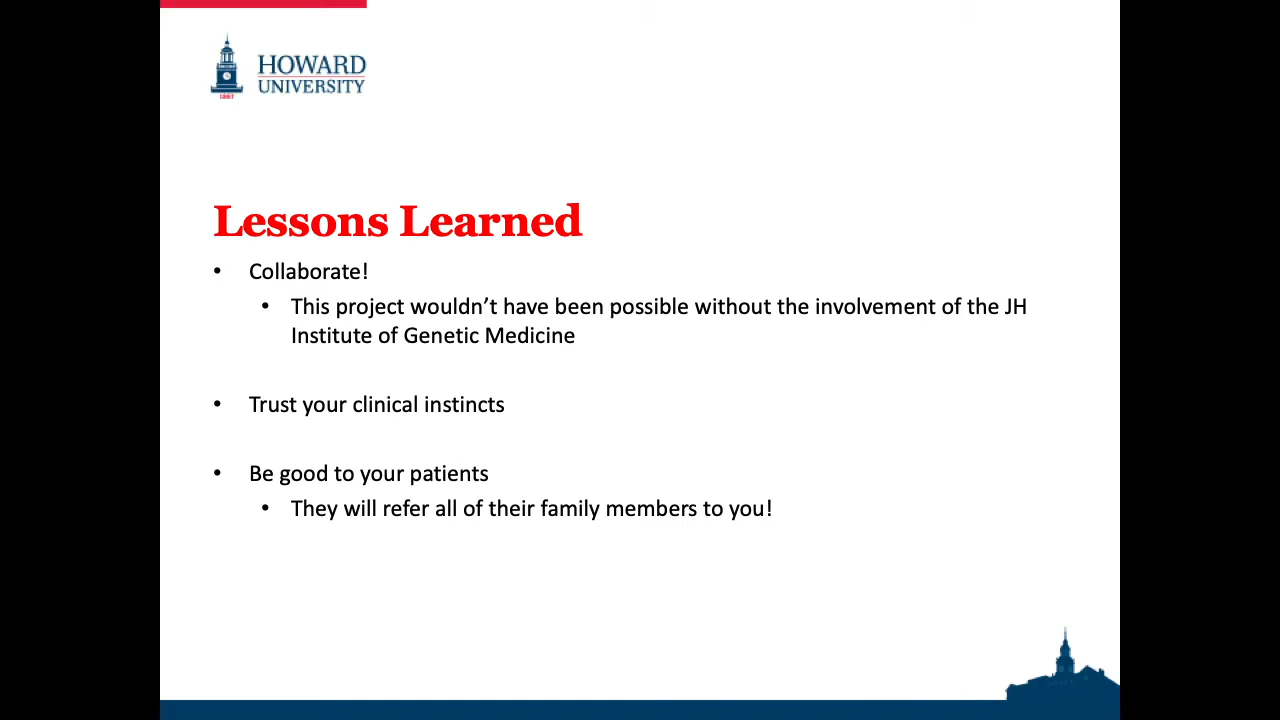 HOWARD
UNIVERSITY
Lessons Learned
• Collaborate!
• This project wouldn’t have been possible without the involvement of the JH
Institute of Genetic Medicine
• Trust your clinical instincts
• Be good to your patients
• They will refer all of their family members to you!